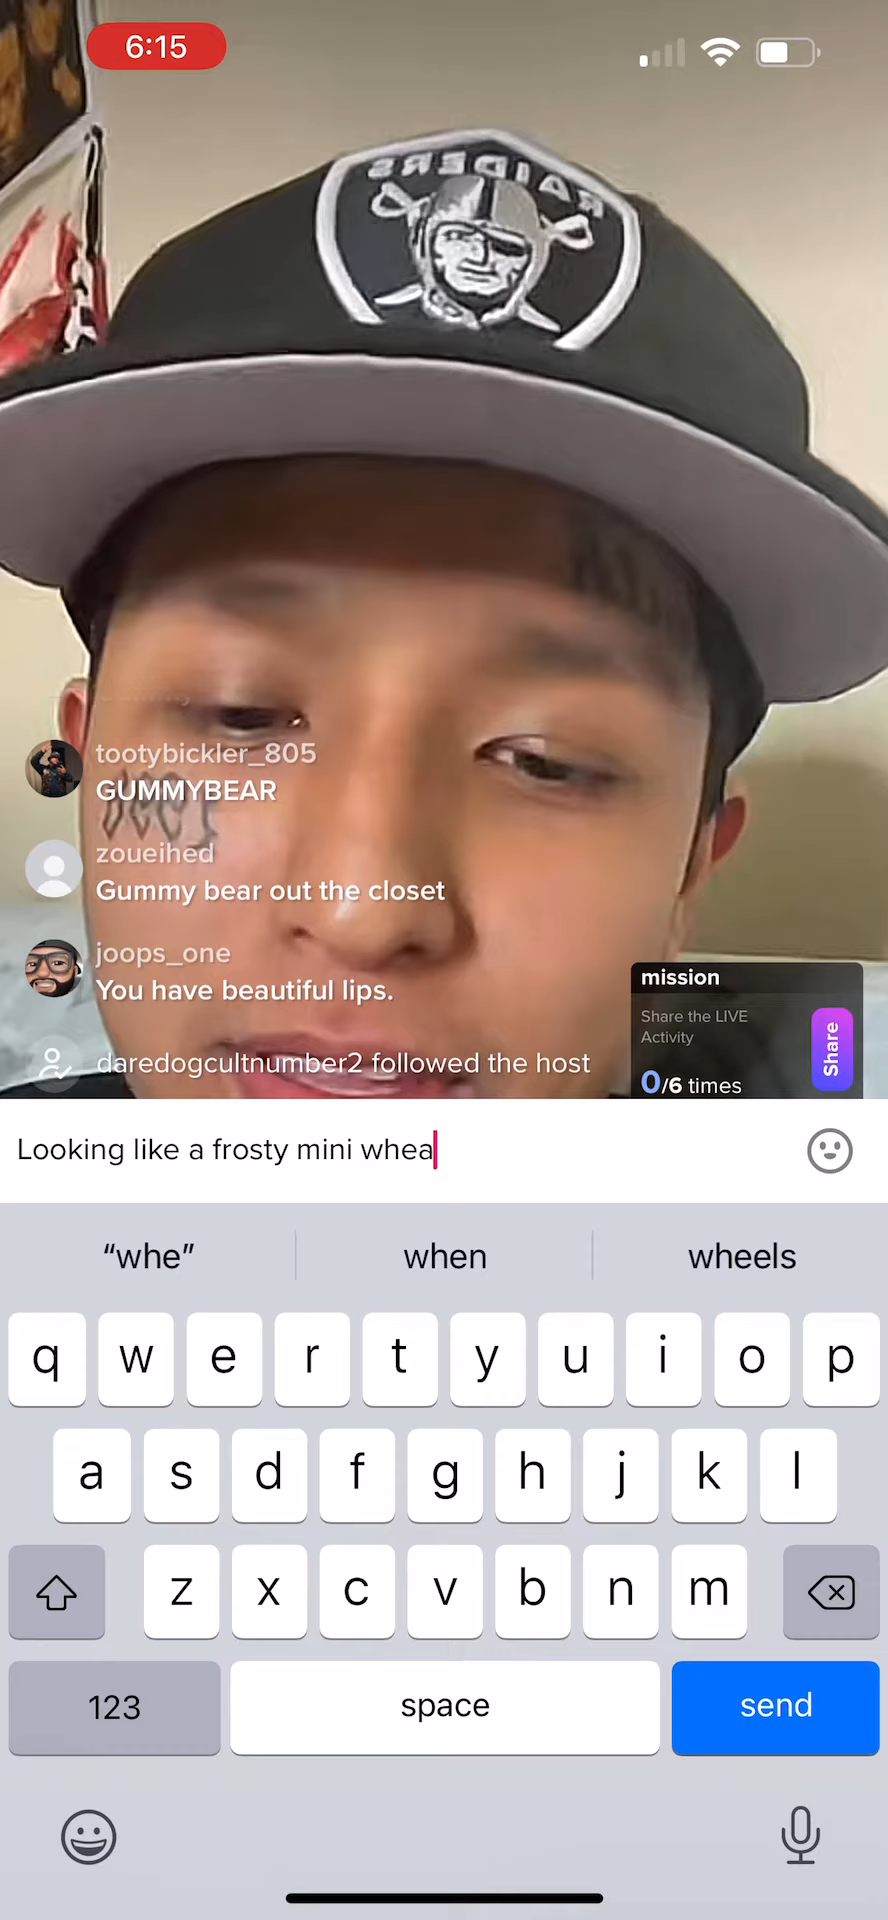 6:15
RAIDERS
tootybickler_805
GUMMYBEAR
zoueihed
Gummy bear out the closet
joops_one
You have beautiful lips.
daredogcultnumber2 followed the host
mission
Share the LIVE
Activity
0/6 times
Share
Looking like a frosty mini whea
“whe” when wheels
q w e r t y u i o p
a s d f g h j k l
z x c v b n m
123 space send